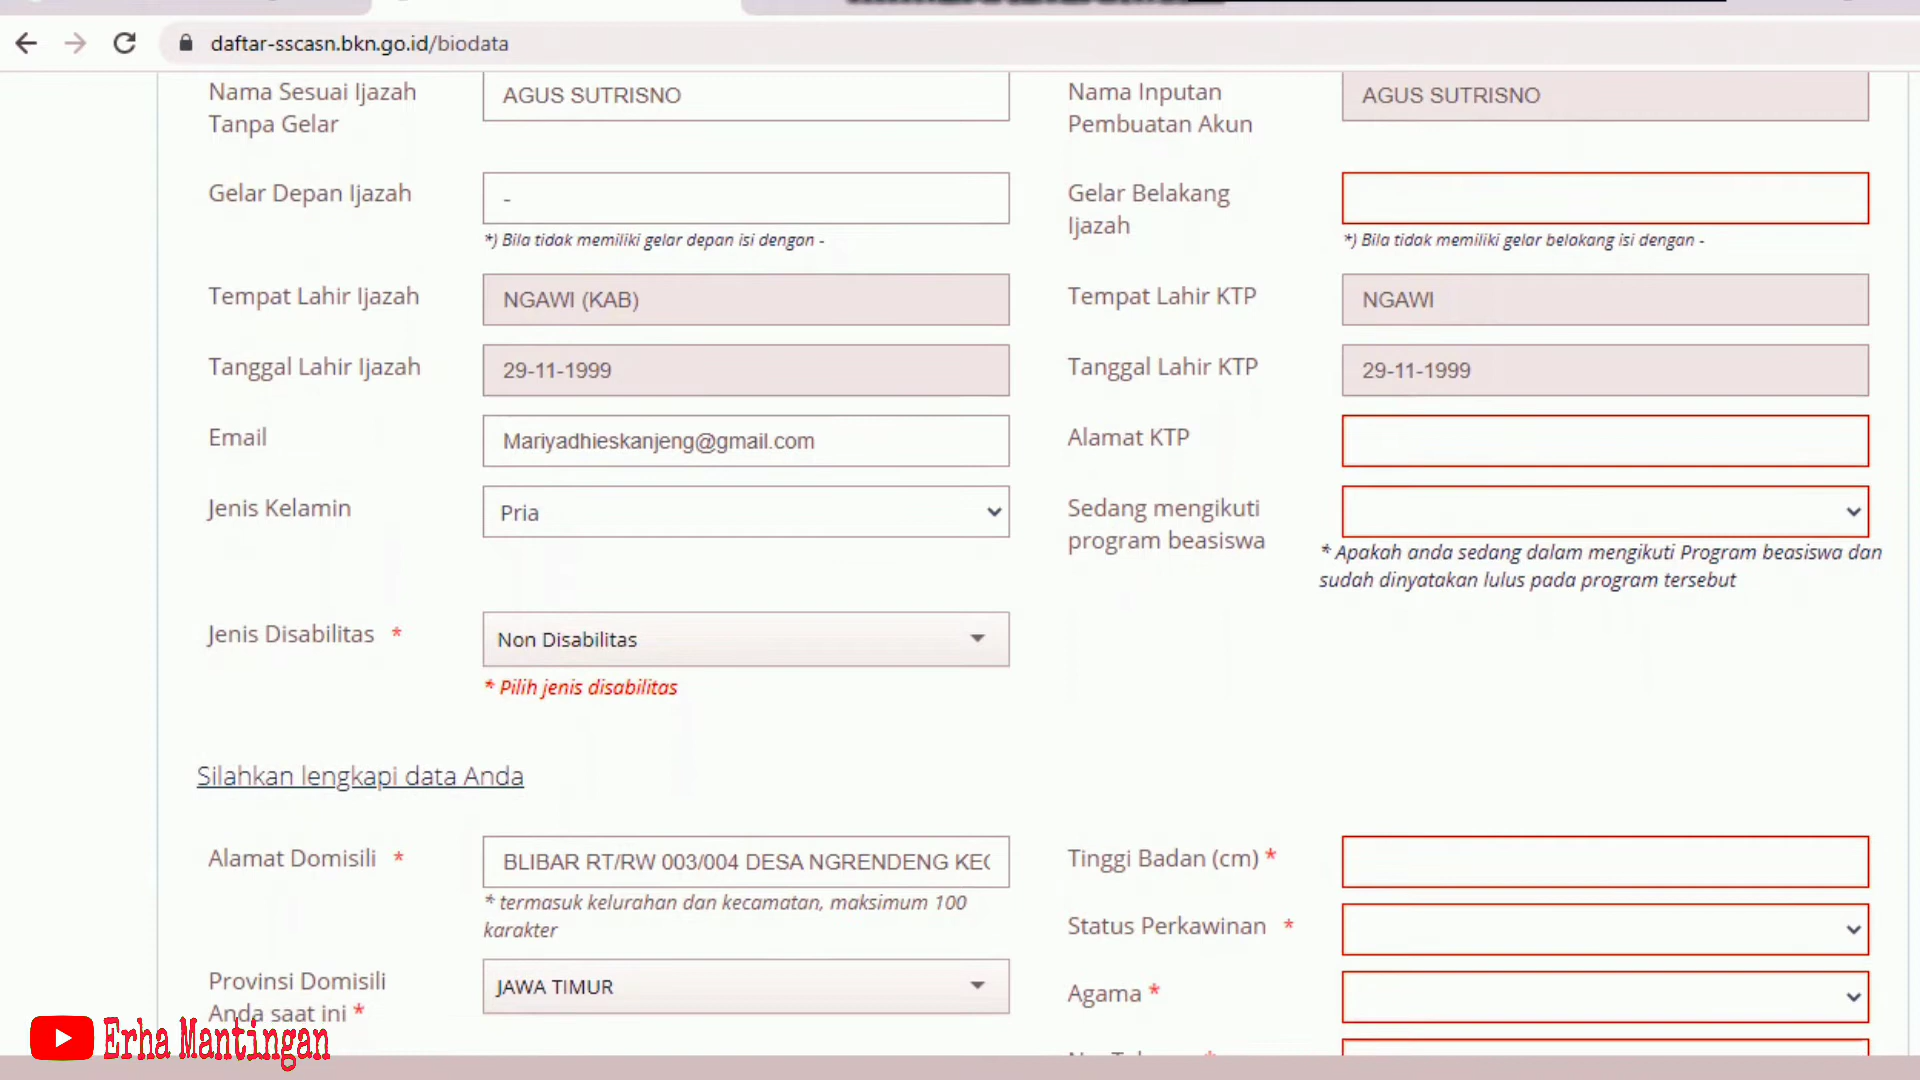 daftar-sscasn.bkn.go.id/biodata
Nama Sesuai Ijazah
Tanpa Gelar
AGUS SUTRISNO
Nama Inputan
Pembuatan Akun
AGUS SUTRISNO
Gelar Depan Ijazah
-
*) Bila tidak memiliki gelar depan isi dengan -
Gelar Belakang
Ijazah
*) Bila tidak memiliki gelar belakang isi dengan -
Tempat Lahir Ijazah
NGAWI (KAB)
Tempat Lahir KTP
NGAWI
Tanggal Lahir Ijazah
29-11-1999
Tanggal Lahir KTP
29-11-1999
Email
Mariyadhieskanjeng@gmail.com
Alamat KTP
Jenis Kelamin
Pria
Sedang mengikuti
program beasiswa
* Apakah anda sedang dalam mengikuti Program beasiswa dan
sudah dinyatakan lulus pada program tersebut
Jenis Disabilitas *
Non Disabilitas
* Pilih jenis disabilitas
Silahkan lengkapi data Anda
Alamat Domisili *
BLIBAR RT/RW 003/004 DESA NGRENDENG KEC
* termasuk kelurahan dan kecamatan, maksimum 100
karakter
Tinggi Badan (cm) *
Status Perkawinan *
Provinsi Domisili
Anda saat ini *
JAWA TIMUR
Agama *
Erha Mantingan